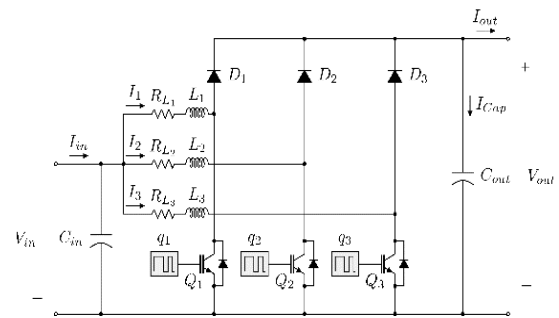 I_out
+
D_1
D_2
D_3
I_1
R_L1
L_1
I_Cap
I_in
I_2
R_L2
L_2
C_out
V_out
I_3
R_L3
L_3
V_in
C_in
q_1
q_2
q_3
Q_1
Q_2
Q_3
−
−